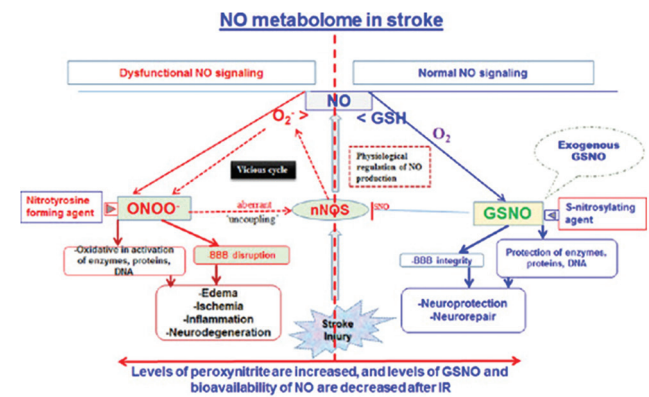 NO metabolome in stroke
Dysfunctional NO signaling
Normal NO signaling
NO
O₂⁻ >
< GSH
O₂
Exogenous
GSNO
Vicious cycle
Physiological
regulation of NO
production
Nitrotyrosine
forming agent
ONOO⁻
aberrant
"uncoupling"
nNOS
SNO
GSNO
S-nitrosylating
agent
-Oxidative in activation
of enzymes, proteins,
DNA
-BBB disruption
-BBB integrity
Protection of enzymes,
proteins, DNA
-Edema
-Ischemia
-Inflammation
-Neurodegeneration
-Neuroprotection
-Neurorepair
Stroke
Injury
Levels of peroxynitrite are increased, and levels of GSNO and
bioavailability of NO are decreased after IR